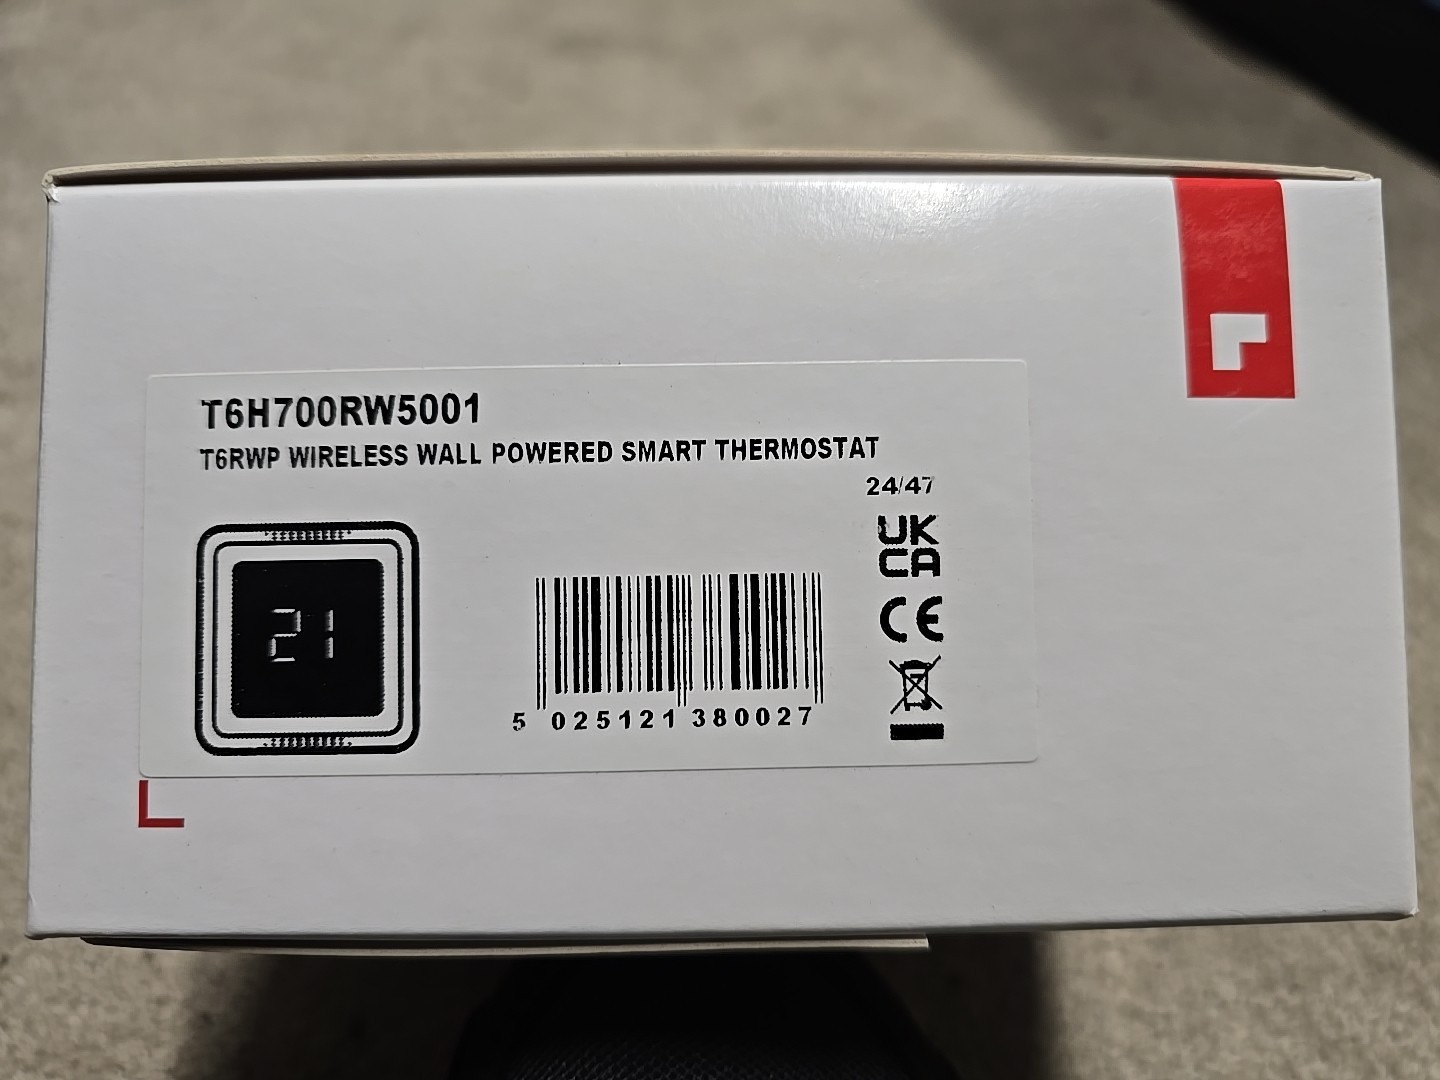 T6H700RW5001
T6RWP WIRELESS WALL POWERED SMART THERMOSTAT
24/47
UK
CA
CE
21
5 025121 380027